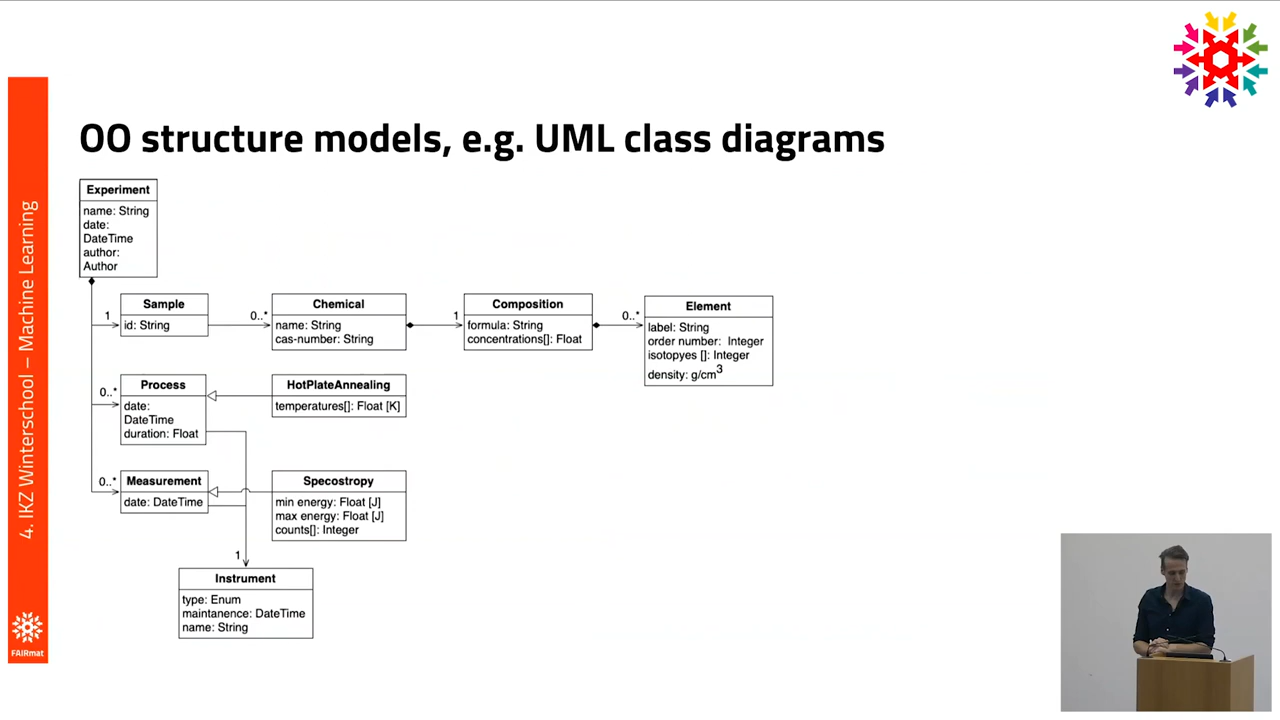 OO structure models, e.g. UML class diagrams
4. IKZ Winterschool – Machine Learning
FAIRmat
Experiment
name: String
date:
DateTime
author:
Author
1
Sample
id: String
0..*
Chemical
name: String
cas-number: String
1
Composition
formula: String
concentrations[]: Float
0..*
Element
label: String
order number: Integer
isotopyes []: Integer
density: g/cm3
0..*
Process
date:
DateTime
duration: Float
HotPlateAnnealing
temperatures[]: Float [K]
0..*
Measurement
date: DateTime
Specostropy
min energy: Float [J]
max energy: Float [J]
counts[]: Integer
1
Instrument
type: Enum
maintanence: DateTime
name: String